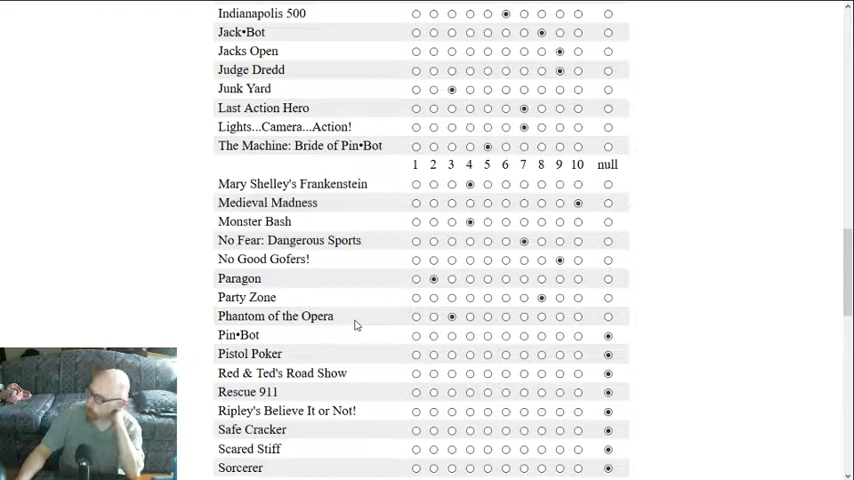 Indianapolis 500
Jack•Bot
Jacks Open
Judge Dredd
Junk Yard
Last Action Hero
Lights...Camera...Action!
The Machine: Bride of Pin•Bot
1 2 3 4 5 6 7 8 9 10 null
Mary Shelley's Frankenstein
Medieval Madness
Monster Bash
No Fear: Dangerous Sports
No Good Gofers!
Paragon
Party Zone
Phantom of the Opera
Pin•Bot
Pistol Poker
Red & Ted's Road Show
Rescue 911
Ripley's Believe It or Not!
Safe Cracker
Scared Stiff
Sorcerer